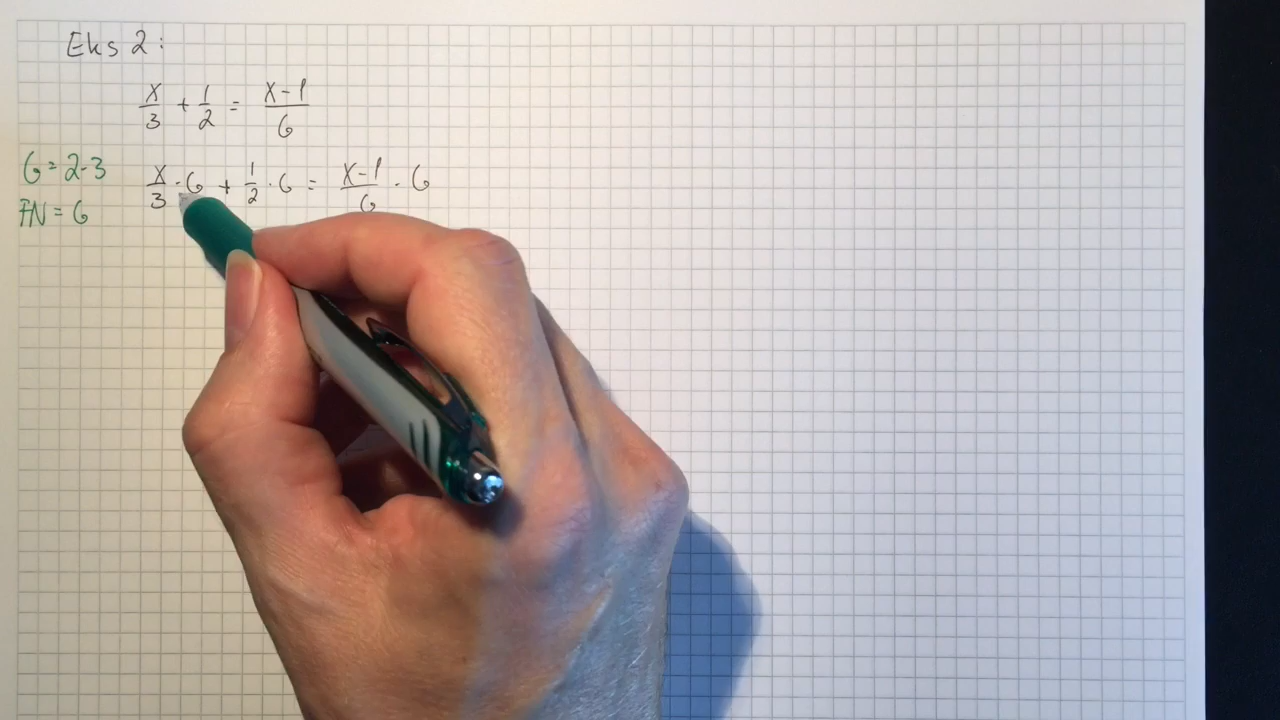 Eks 2:
x/3 + 1/2 = x-1/6
6 = 2·3
x/3 · 6 + 1/2 · 6 = x-1/6 · 6
FN = 6